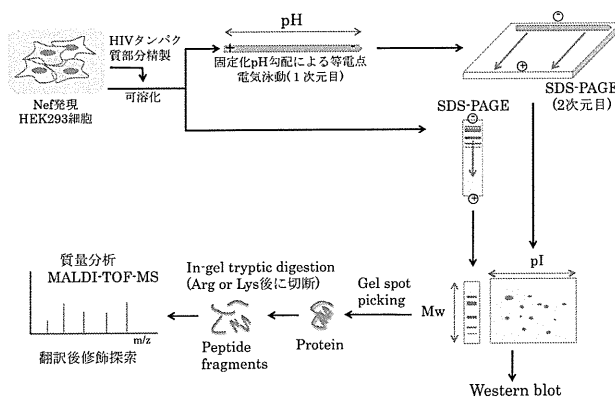 HIVタンパク
質部分精製
可溶化
Nef発現
HEK293細胞
pH
+
-
固定化pH勾配による等電点
電気泳動(1次元目)
SDS-PAGE
(2次元目)
SDS-PAGE
pI
Mw
Western blot
Gel spot
picking
Protein
In-gel tryptic digestion
(Arg or Lys後に切断)
Peptide
fragments
質量分析
MALDI-TOF-MS
m/z
翻訳後修飾探索